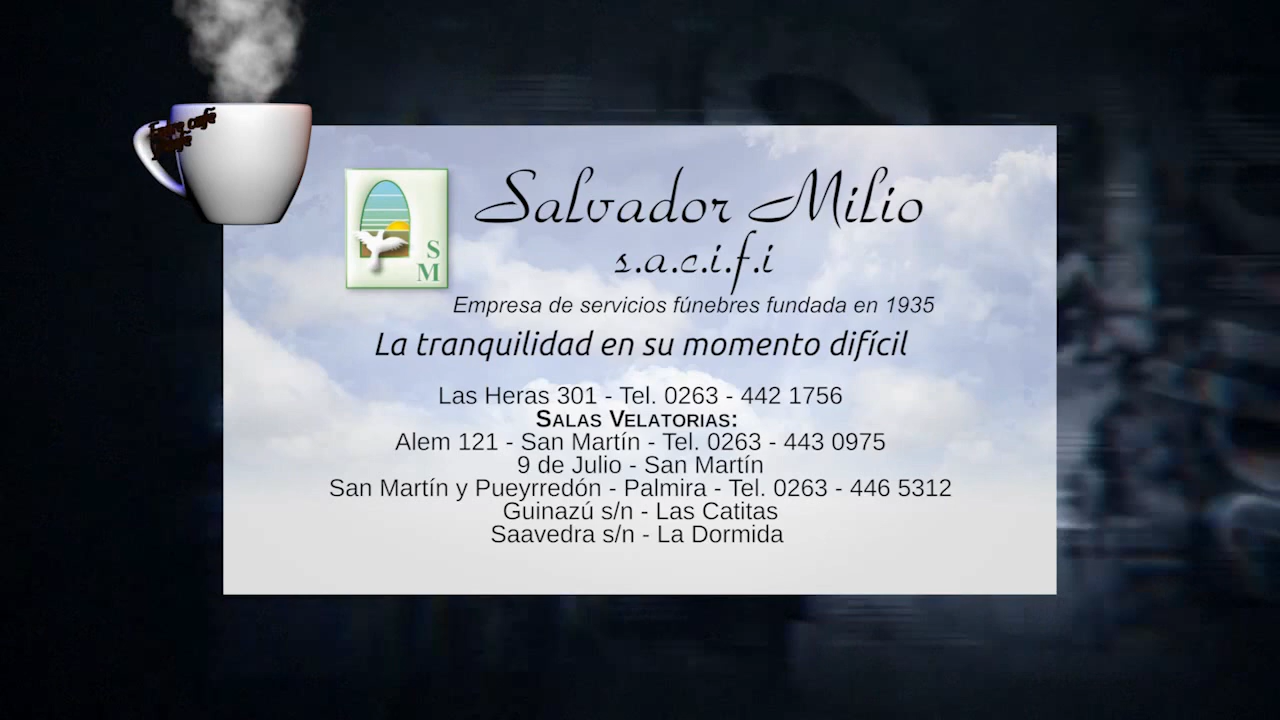 Entre café
Salvador Milio
s.a.c.i.f.i
S
M
Empresa de servicios fúnebres fundada en 1935
La tranquilidad en su momento difícil
Las Heras 301 - Tel. 0263 - 442 1756
SALAS VELATORIAS:
Alem 121 - San Martín - Tel. 0263 - 443 0975
9 de Julio - San Martín
San Martín y Pueyrredón - Palmira - Tel. 0263 - 446 5312
Guinazú s/n - Las Catitas
Saavedra s/n - La Dormida